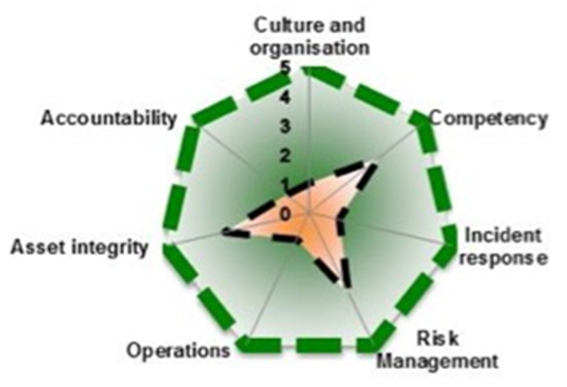 Culture and
organisation
5
4
3
2
1
0
Accountability
Competency
Asset integrity
Incident
response
Operations
Risk
Management